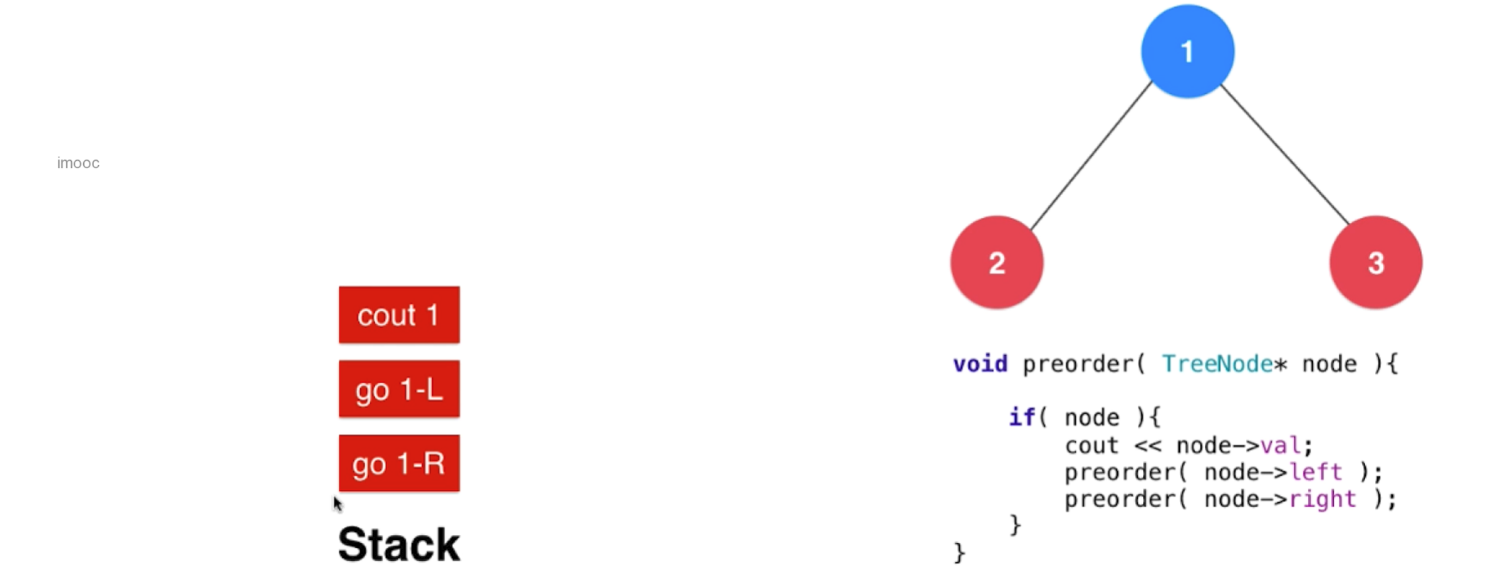 imooc
cout 1
go 1-L
go 1-R
Stack
1
2
3
void preorder( TreeNode* node ){
if( node ){
cout << node->val;
preorder( node->left );
preorder( node->right );
}
}